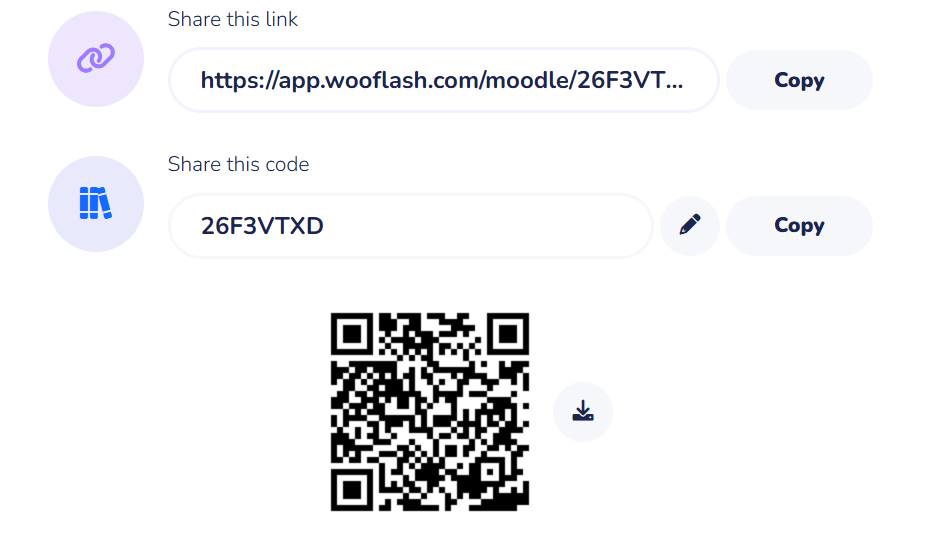 Share this link
https://app.wooflash.com/moodle/26F3VT...
Copy
Share this code
26F3VTXD
Copy